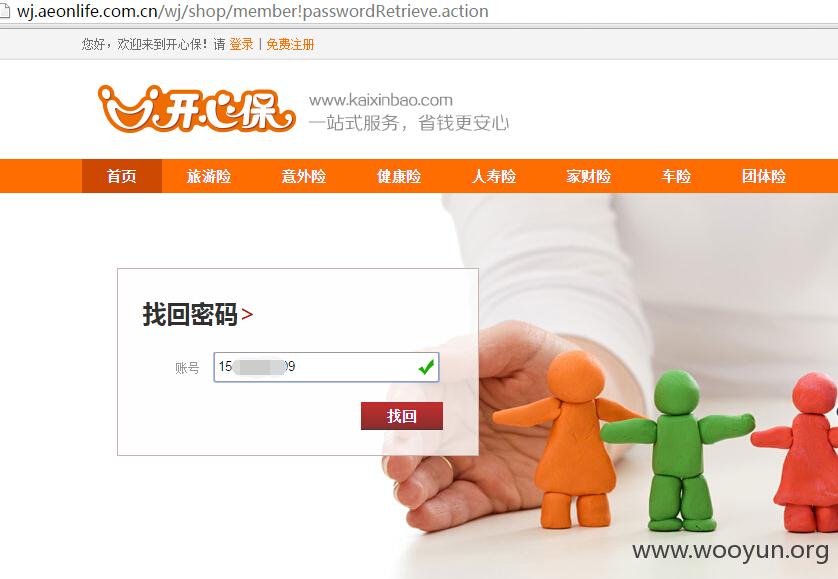 wj.aeonlife.com.cn/wj/shop/member!passwordRetrieve.action
您好，欢迎来到开心保！请 登录 | 免费注册
开心保
www.kaixinbao.com
一站式服务，省钱更安心
首页 旅游险 意外险 健康险 人寿险 家财险 车险 团体险
找回密码>
账号 15 09
找回
www.wooyun.org